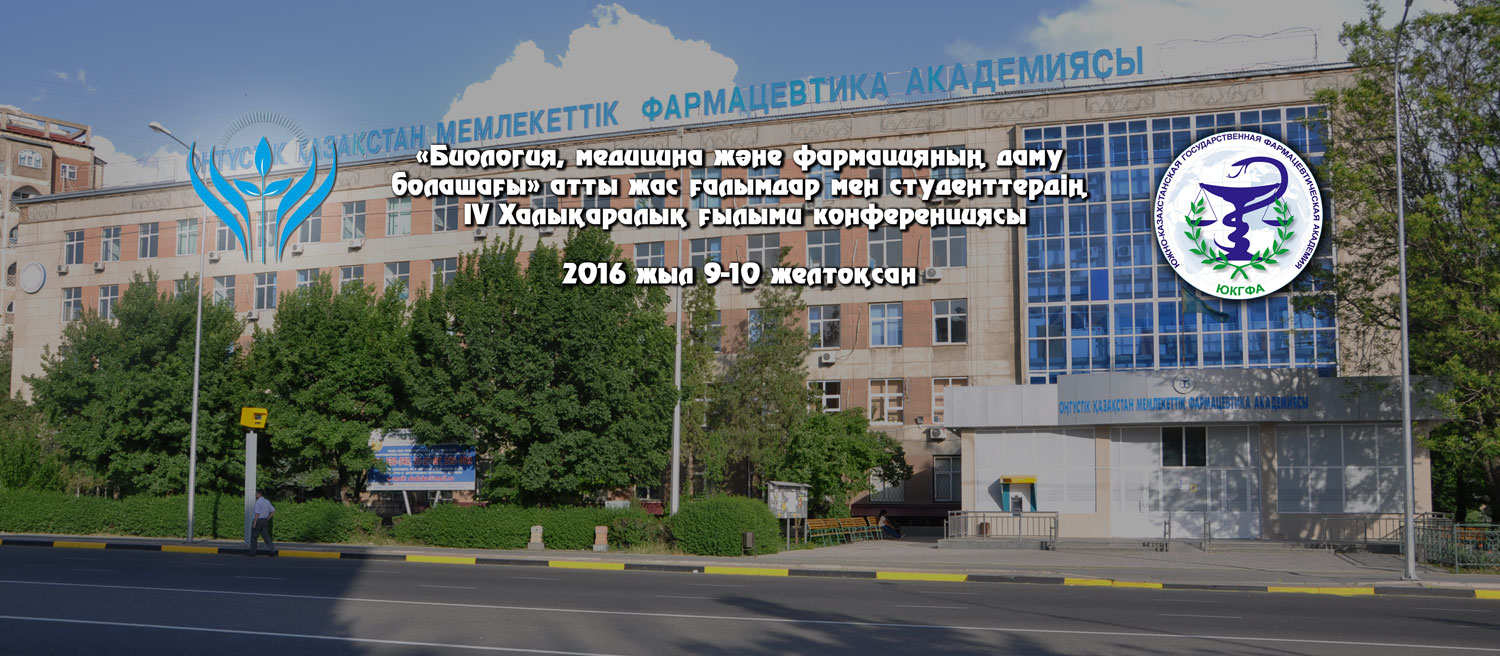 ОҢТҮСТІК ҚАЗАҚСТАН МЕМЛЕКЕТТІК ФАРМАЦЕВТИКА АКАДЕМИЯСЫ
«Биология, медицина және фармацияның даму
болашағы» атты жас ғалымдар мен студенттердің
IV Халықаралық ғылыми конференциясы
2016 жыл 9-10 желтоқсан
ЮЖНО-КАЗАХСТАНСКАЯ ГОСУДАРСТВЕННАЯ ФАРМАЦЕВТИЧЕСКАЯ АКАДЕМИЯ
ЮКГФА
ОҢТҮСТІК ҚАЗАҚСТАН МЕМЛЕКЕТТІК ФАРМАЦЕВТИКА АКАДЕМИЯСЫ